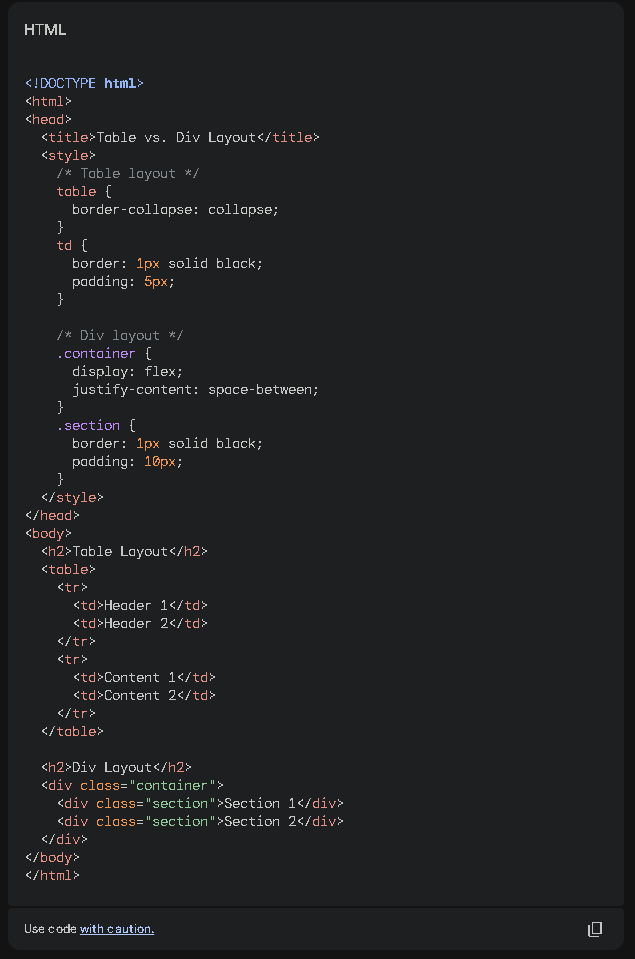 HTML
<!DOCTYPE html>
<html>
<head>
  <title>Table vs. Div Layout</title>
  <style>
    /* Table layout */
    table {
      border-collapse: collapse;
    }
    td {
      border: 1px solid black;
      padding: 5px;
    }

    /* Div layout */
    .container {
      display: flex;
      justify-content: space-between;
    }
    .section {
      border: 1px solid black;
      padding: 10px;
    }
  </style>
</head>
<body>
  <h2>Table Layout</h2>
  <table>
    <tr>
      <td>Header 1</td>
      <td>Header 2</td>
    </tr>
    <tr>
      <td>Content 1</td>
      <td>Content 2</td>
    </tr>
  </table>

  <h2>Div Layout</h2>
  <div class="container">
    <div class="section">Section 1</div>
    <div class="section">Section 2</div>
  </div>
</body>
</html>
Use code with caution.